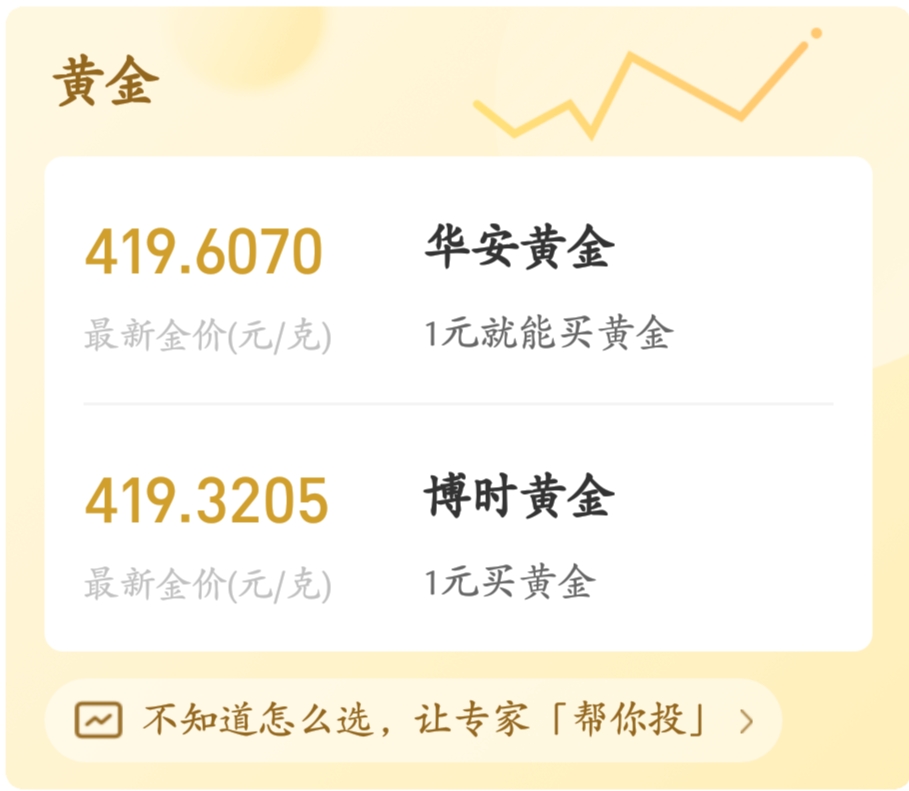 黄金
419.6070
华安黄金
最新金价(元/克)
1元就能买黄金
419.3205
博时黄金
最新金价(元/克)
1元买黄金
不知道怎么选，让专家「帮你投」